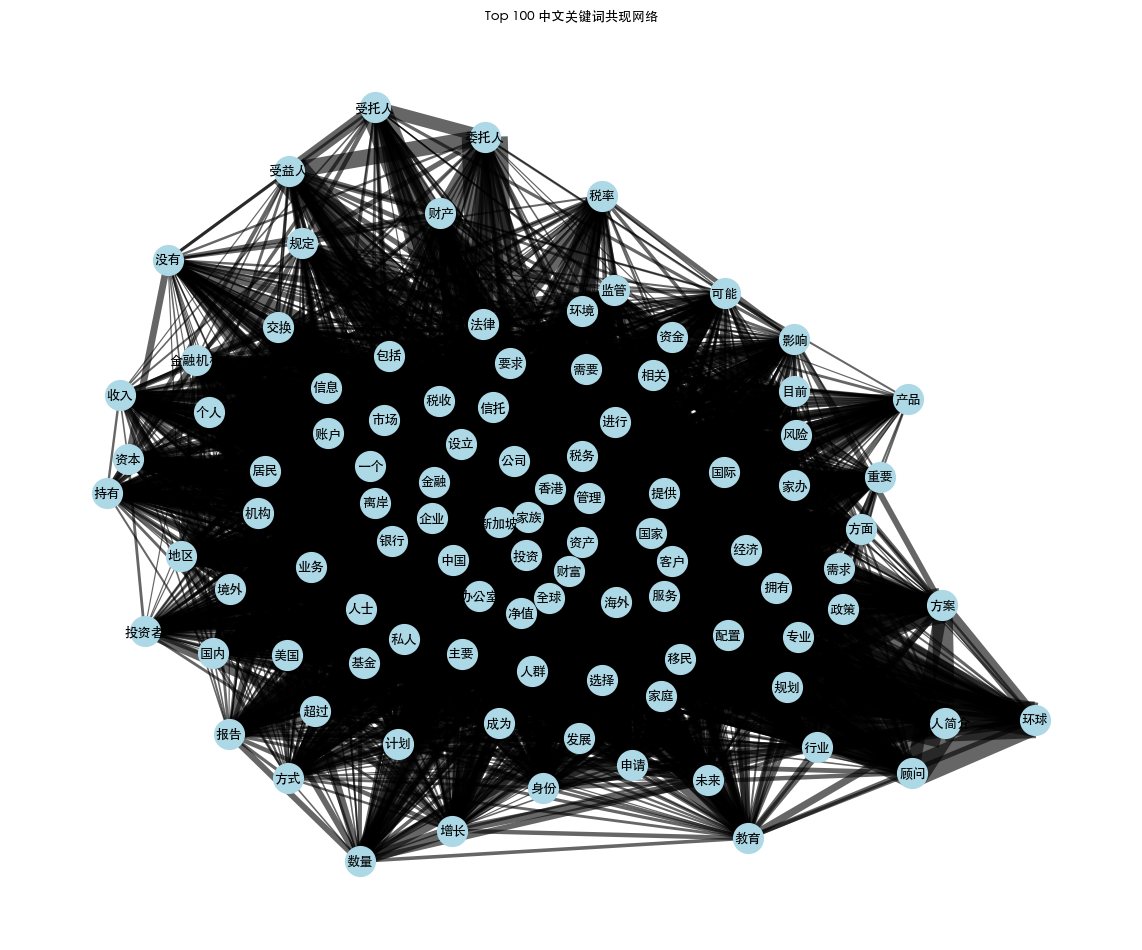 Top 100 中文关键词共现网络
受托人
委托人
受益人
税率
财产
规定
没有
监管
可能
环境
法律
交换
资金
影响
包括
金融机
要求
需要
相关
信息
目前
收入
税收
产品
信托
个人
市场
进行
账户
风险
设立
税务
资本
公司
一个
居民
国际
重要
金融
家办
香港
持有
提供
管理
离岸
机构
企业
家族
新加坡
方面
国家
银行
资产
经济
地区
投资
中国
客户
业务
需求
财富
境外
拥有
办公室
全球
服务
海外
方案
人士
政策
净值
投资者
配置
专业
私人
国内
美国
主要
移民
基金
人群
选择
规划
家庭
超过
环球
成为
人简介
报告
发展
计划
行业
申请
顾问
方式
未来
身份
增长
教育
数量